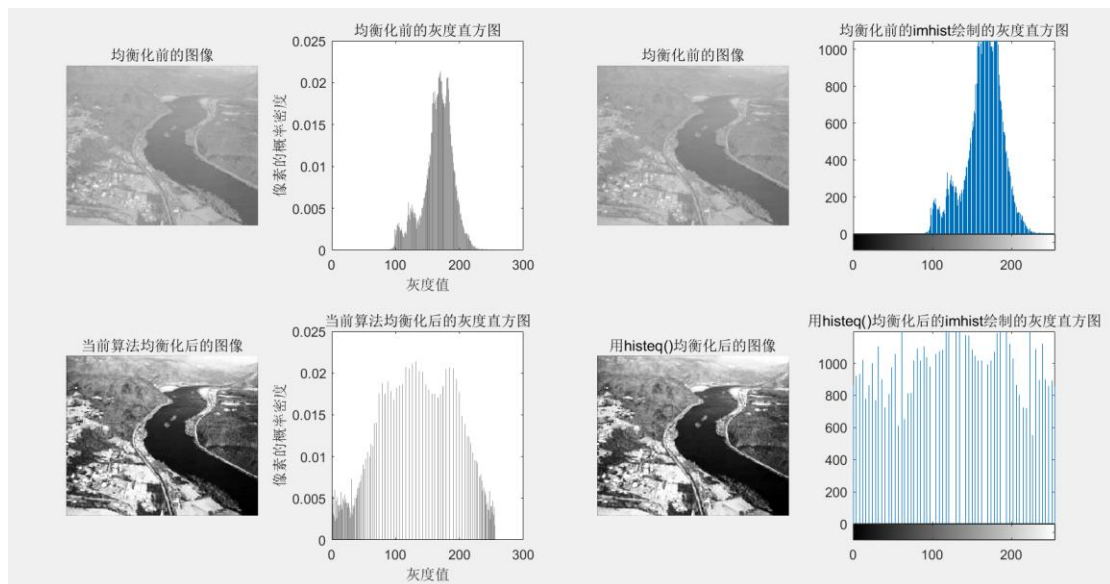 均衡化前的图像
均衡化前的灰度直方图
0.025
0.02
0.015
0.01
0.005
0
像素的概率密度
0 100 200 300
灰度值
均衡化前的图像
均衡化前的imhist绘制的灰度直方图
1000
800
600
400
200
0
0 100 200
当前算法均衡化后的图像
当前算法均衡化后的灰度直方图
0.025
0.02
0.015
0.01
0.005
0
像素的概率密度
0 100 200 300
灰度值
用histeq()均衡化后的图像
用histeq()均衡化后的imhist绘制的灰度直方图
1000
800
600
400
200
0
0 100 200